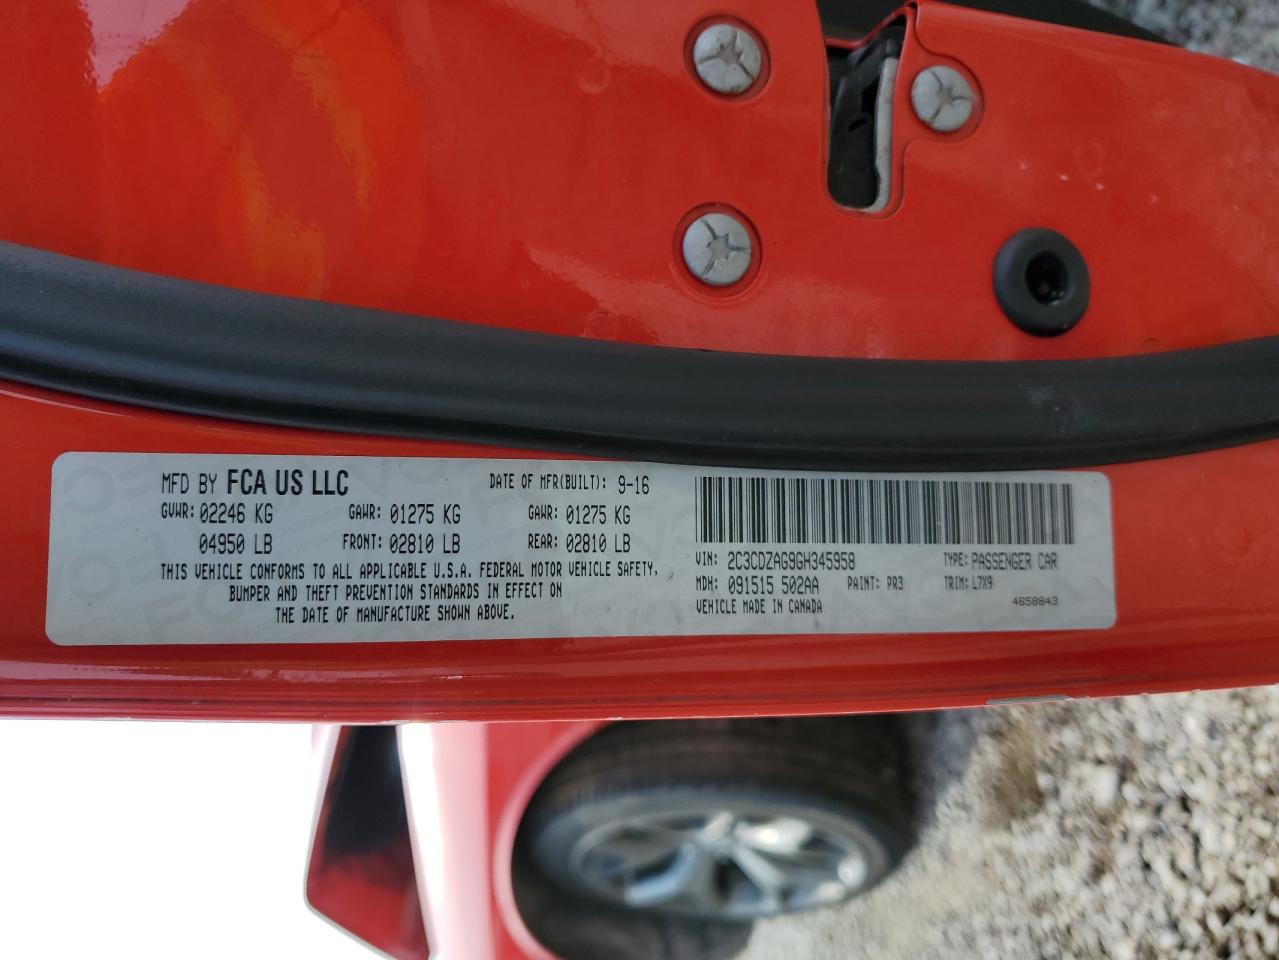 MFD BY FCA US LLC DATE OF MFR(BUILT): 9-16
GVWR: 02246 KG GAWR: 01275 KG GAWR: 01275 KG
04950 LB FRONT: 02810 LB REAR: 02810 LB
THIS VEHICLE CONFORMS TO ALL APPLICABLE U.S.A. FEDERAL MOTOR VEHICLE SAFETY,
BUMPER AND THEFT PREVENTION STANDARDS IN EFFECT ON
THE DATE OF MANUFACTURE SHOWN ABOVE.
VIN: 2C3CDZAG9GH345958 TYPE: PASSENGER CAR
MDH: 091515 502AA PAINT: PR3 TRIM: L7X9
VEHICLE MADE IN CANADA 4658843